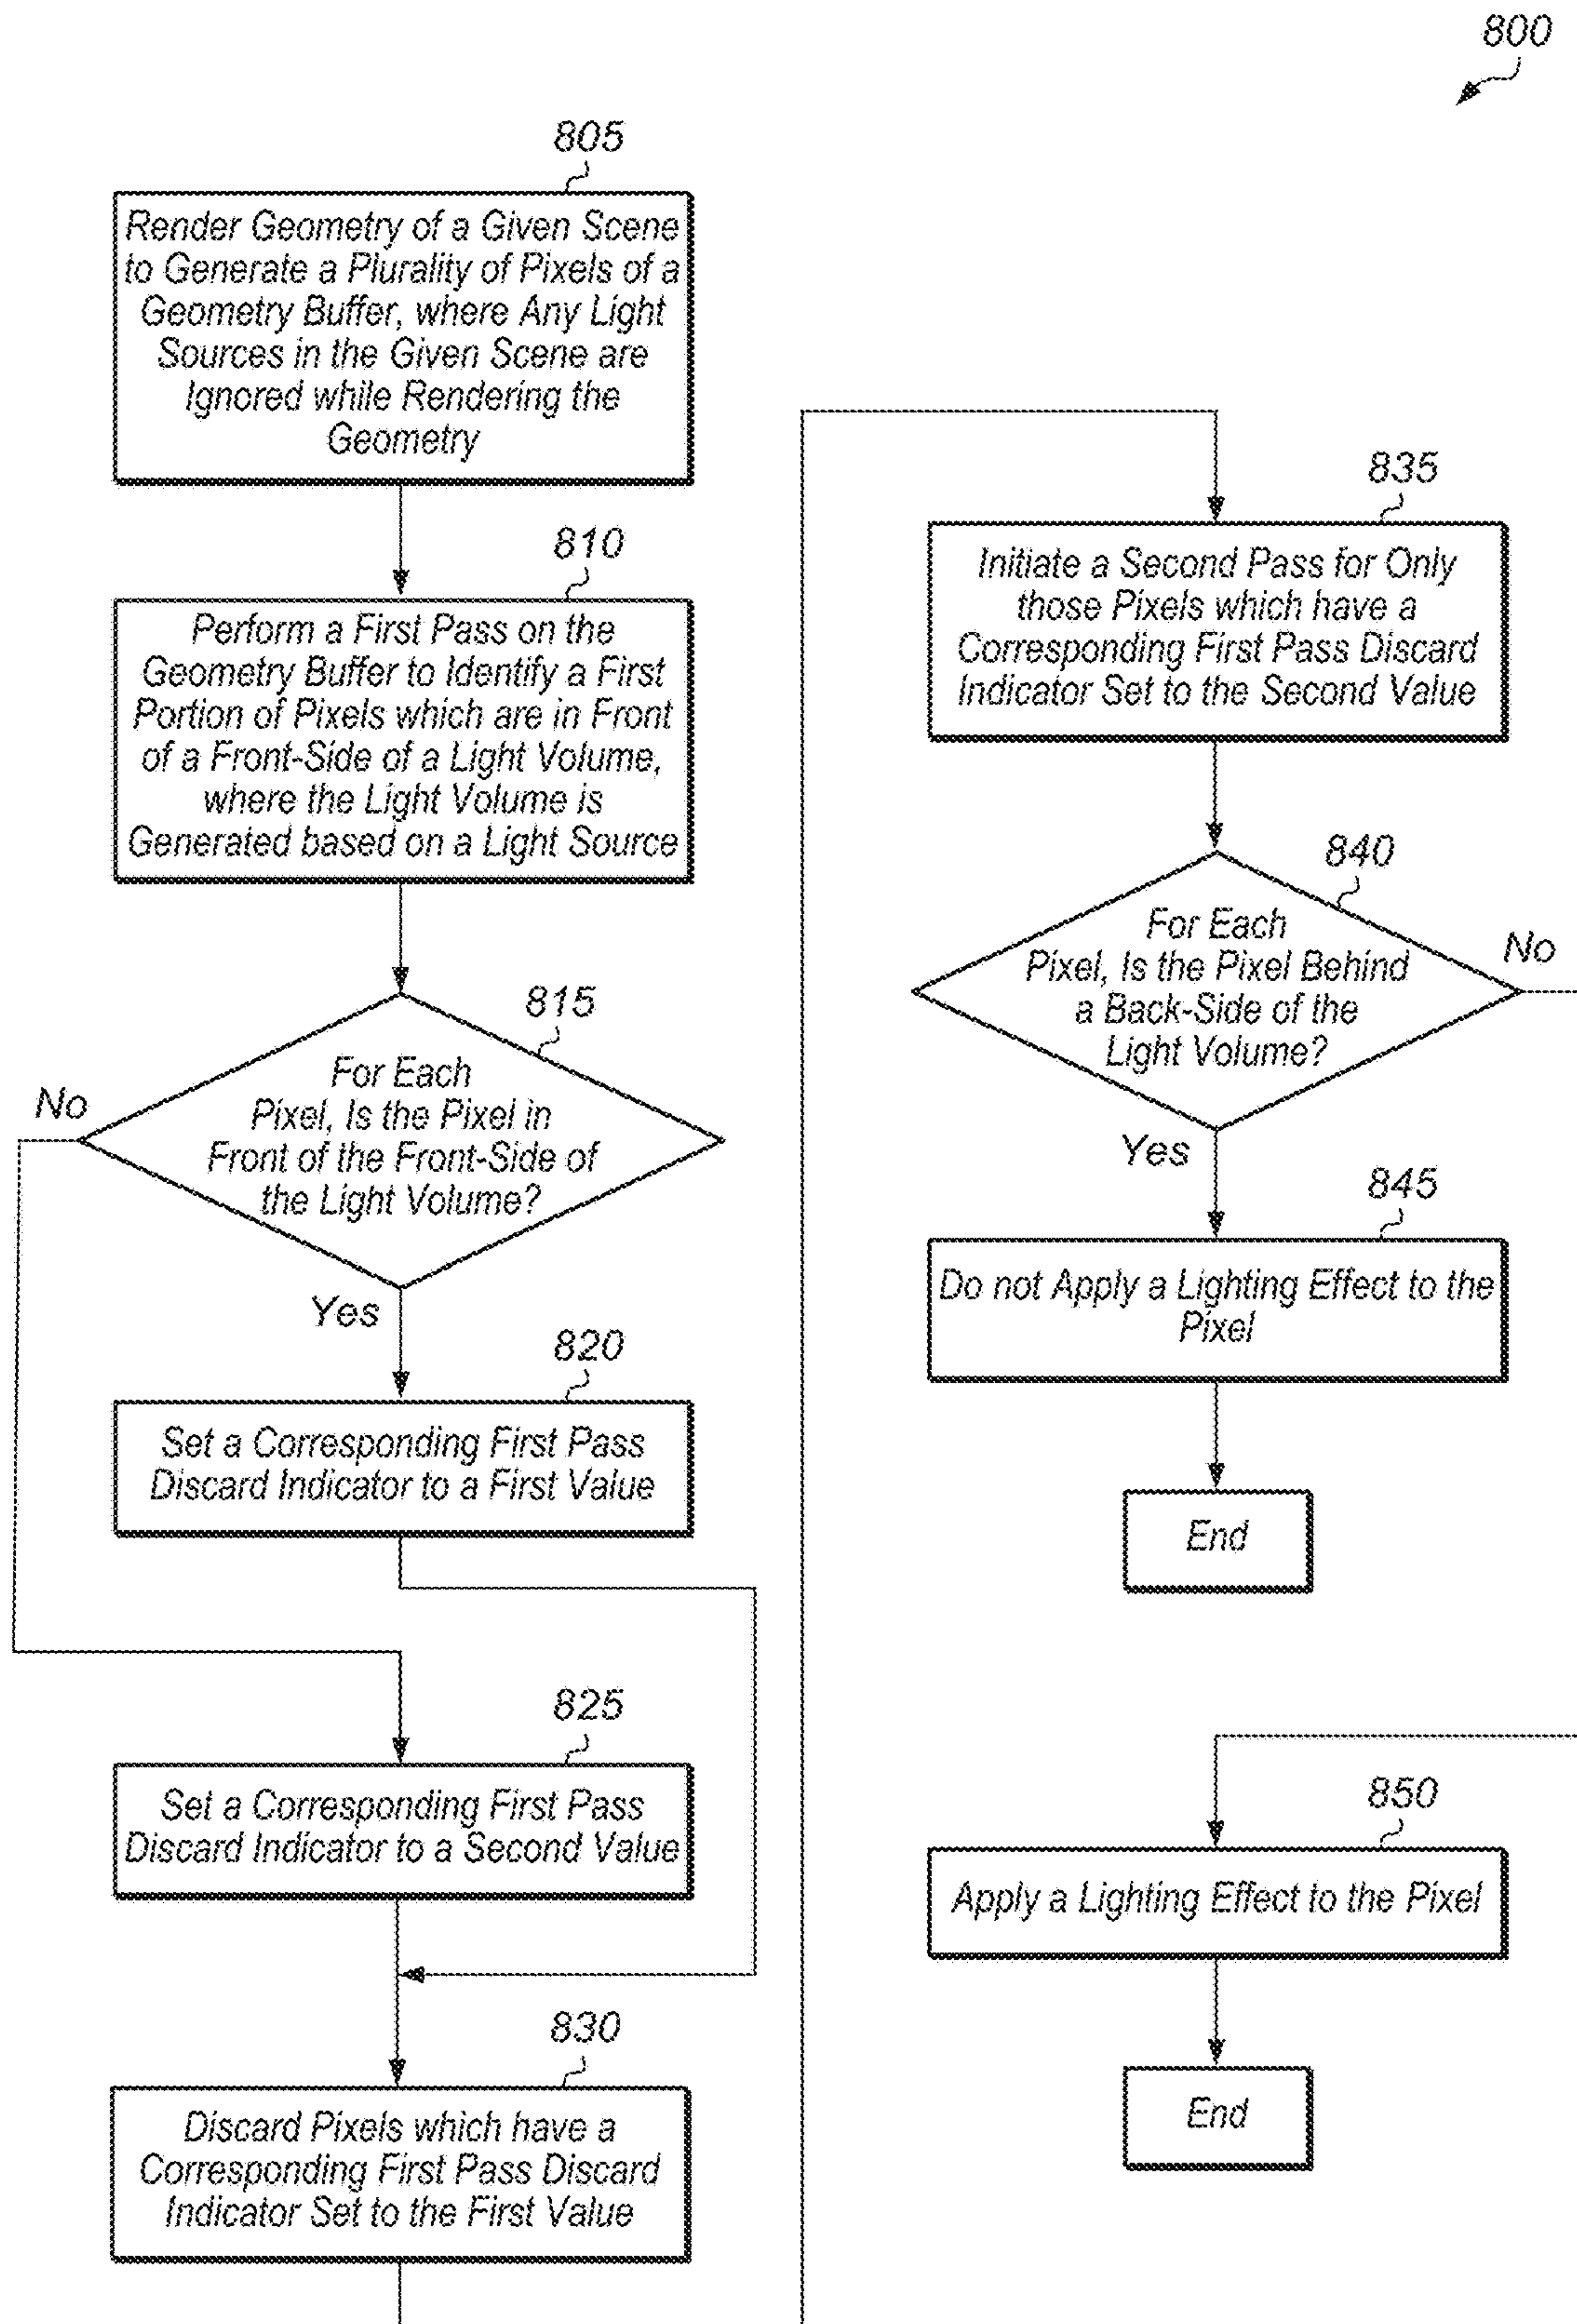 800
805
Render Geometry of a Given Scene
to Generate a Plurality of Pixels of a
Geometry Buffer, where Any Light
Sources in the Given Scene are
Ignored while Rendering the
Geometry
810
Perform a First Pass on the
Geometry Buffer to Identify a First
Portion of Pixels which are in Front
of a Front-Side of a Light Volume,
where the Light Volume is
Generated based on a Light Source
815
For Each
Pixel, Is the Pixel in
Front of the Front-Side of
the Light Volume?
No
Yes
820
Set a Corresponding First Pass
Discard Indicator to a First Value
825
Set a Corresponding First Pass
Discard Indicator to a Second Value
830
Discard Pixels which have a
Corresponding First Pass Discard
Indicator Set to the First Value
835
Initiate a Second Pass for Only
those Pixels which have a
Corresponding First Pass Discard
Indicator Set to the Second Value
840
For Each
Pixel, Is the Pixel Behind
a Back-Side of the
Light Volume?
No
Yes
845
Do not Apply a Lighting Effect to the
Pixel
End
850
Apply a Lighting Effect to the Pixel
End